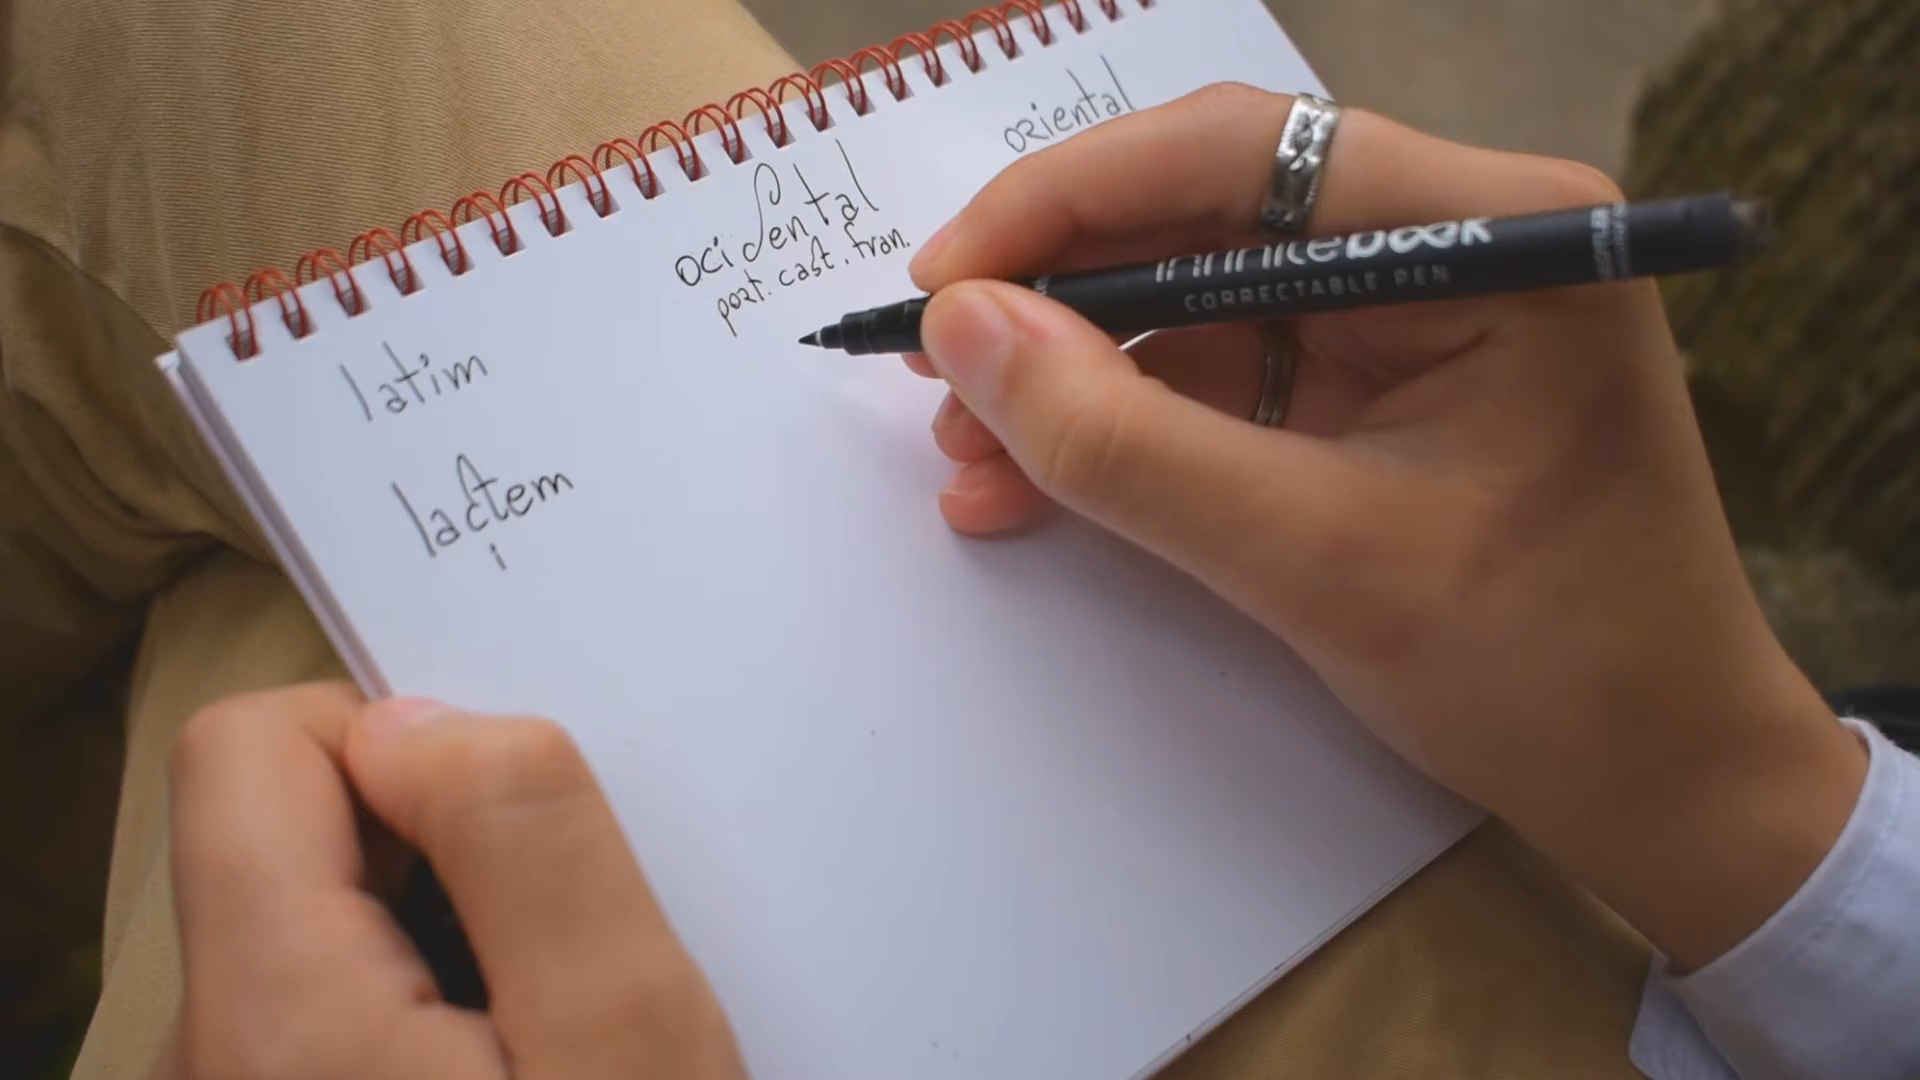 latim
ocidental
port. cast. fran.
oriental
lactem
i
infinitebook
CORRECTABLE PEN